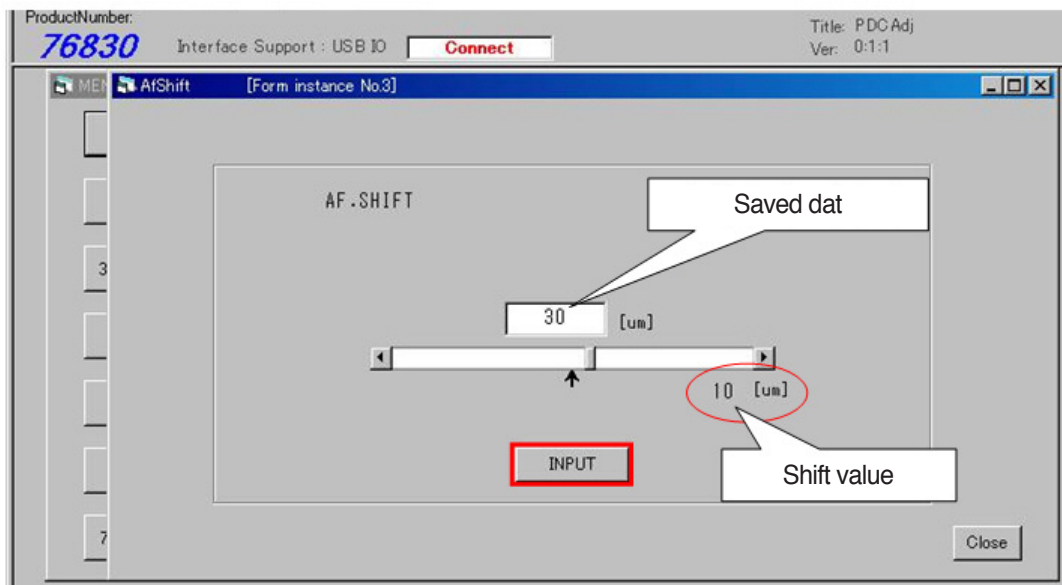 ProductNumber:
76830 Interface Support : USB IO Connect
Title: PDC Adj
Ver: 0:1:1
AfShift [Form instance No.3]
AF.SHIFT
Saved dat
30 [um]
10 [um]
INPUT
Shift value
3
7
Close